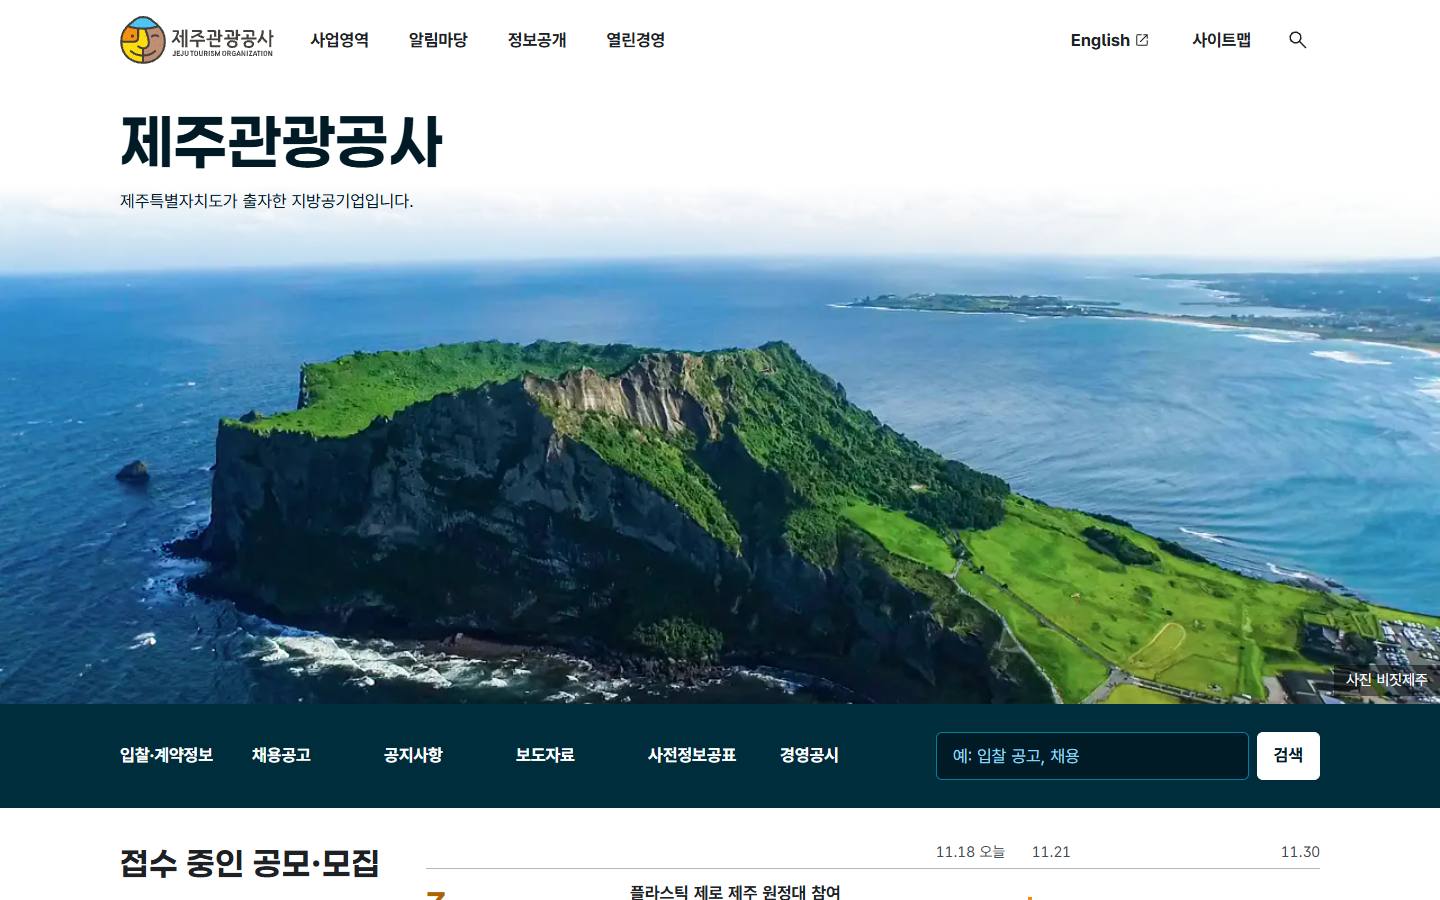 제주관광공사
JEJU TOURISM ORGANIZATION
사업영역 알림마당 정보공개 열린경영
English 사이트맵
제주관광공사
제주특별자치도가 출자한 지방공기업입니다.
사진 비짓제주
입찰·계약정보 채용공고 공지사항 보도자료 사전정보공표 경영공시
예: 입찰 공고, 채용 검색
접수 중인 공모·모집
11.18 오늘 11.21 11.30
플라스틱 제로 제주 원정대 참여